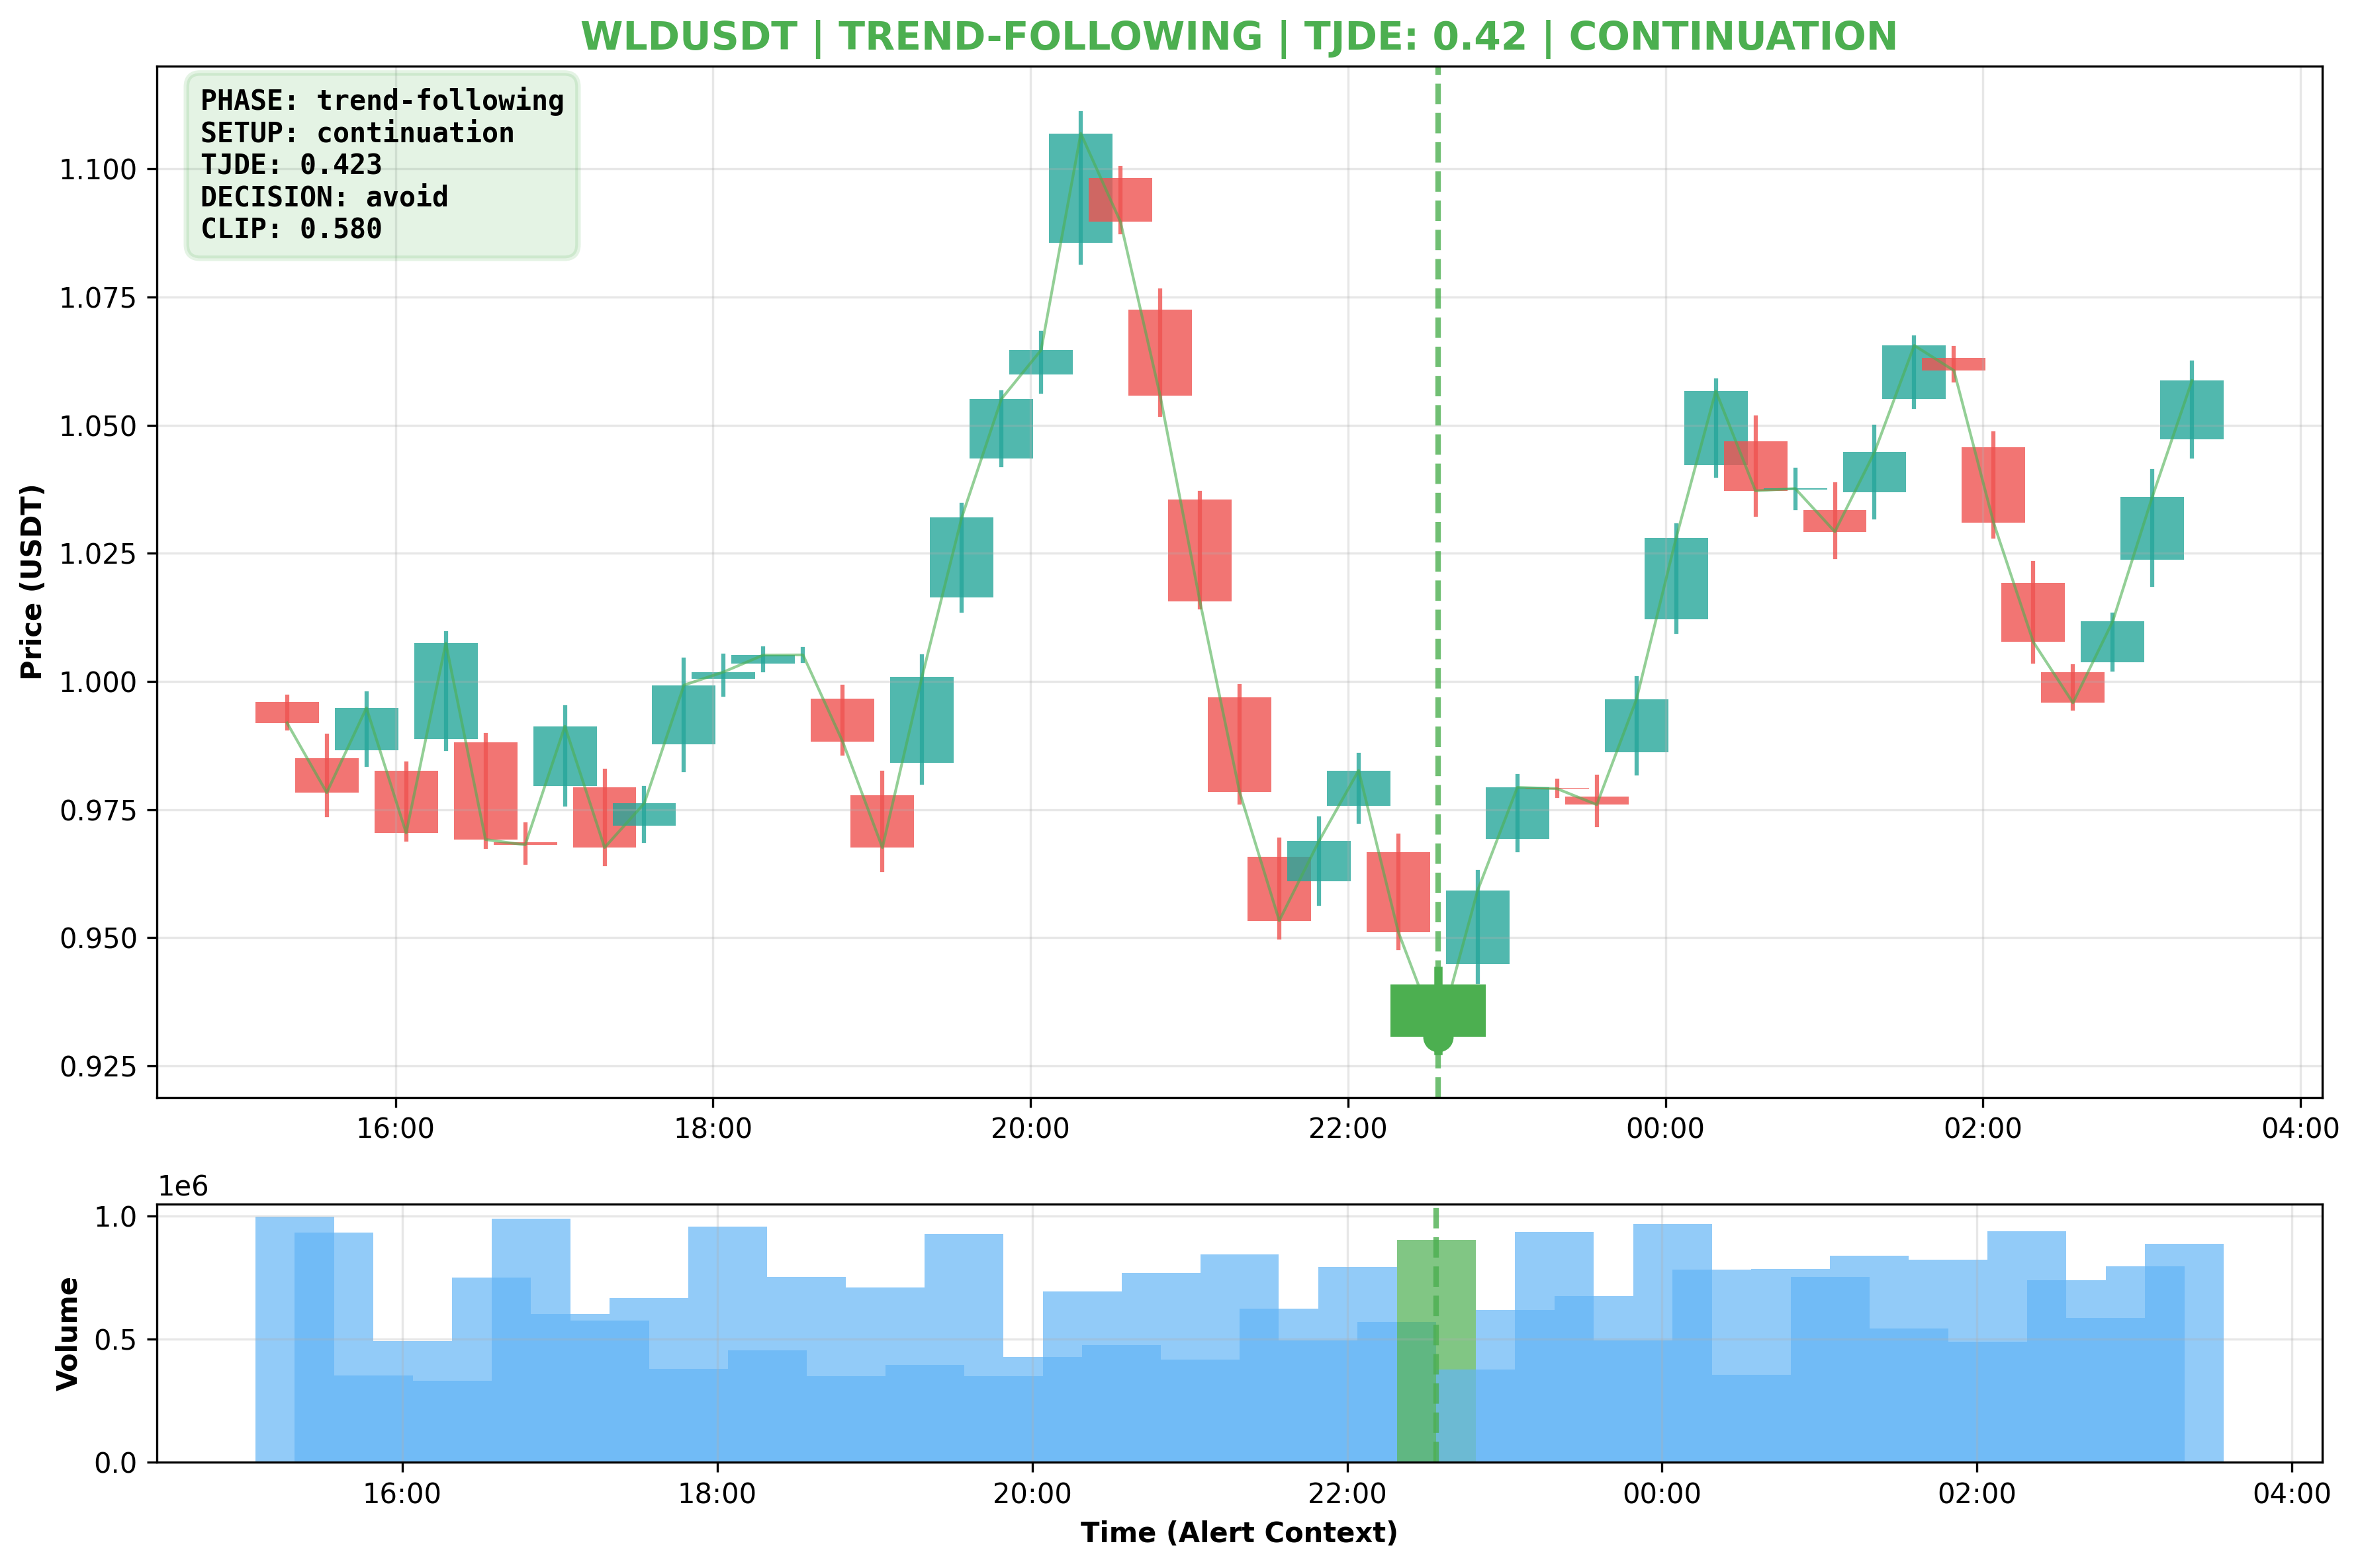 WLDUSDT | TREND-FOLLOWING | TJDE: 0.42 | CONTINUATION
PHASE: trend-following
SETUP: continuation
TJDE: 0.423
DECISION: avoid
CLIP: 0.580
Price (USDT)
1.100
1.075
1.050
1.025
1.000
0.975
0.950
0.925
16:00 18:00 20:00 22:00 00:00 02:00 04:00
1e6
Volume
1.0
0.5
0.0
16:00 18:00 20:00 22:00 00:00 02:00 04:00
Time (Alert Context)